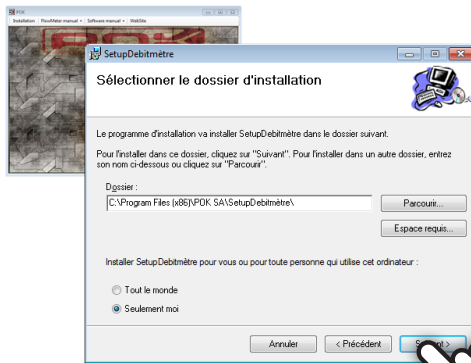 POK
Installation | FlowMeter manual | Software manual | WebSite
POK
SetupDebitmètre
Sélectionner le dossier d'installation
Le programme d'installation va installer SetupDebitmètre dans le dossier suivant.
Pour l'installer dans ce dossier, cliquez sur "Suivant". Pour l'installer dans un autre dossier, entrez
son nom ci-dessous ou cliquez sur "Parcourir".
Dossier :
C:\Program Files (x86)\POK SA\SetupDebitmètre\
Parcourir...
Espace requis...
Installer SetupDebitmètre pour vous ou pour toute personne qui utilise cet ordinateur :
Tout le monde
Seulement moi
Annuler
< Précédent